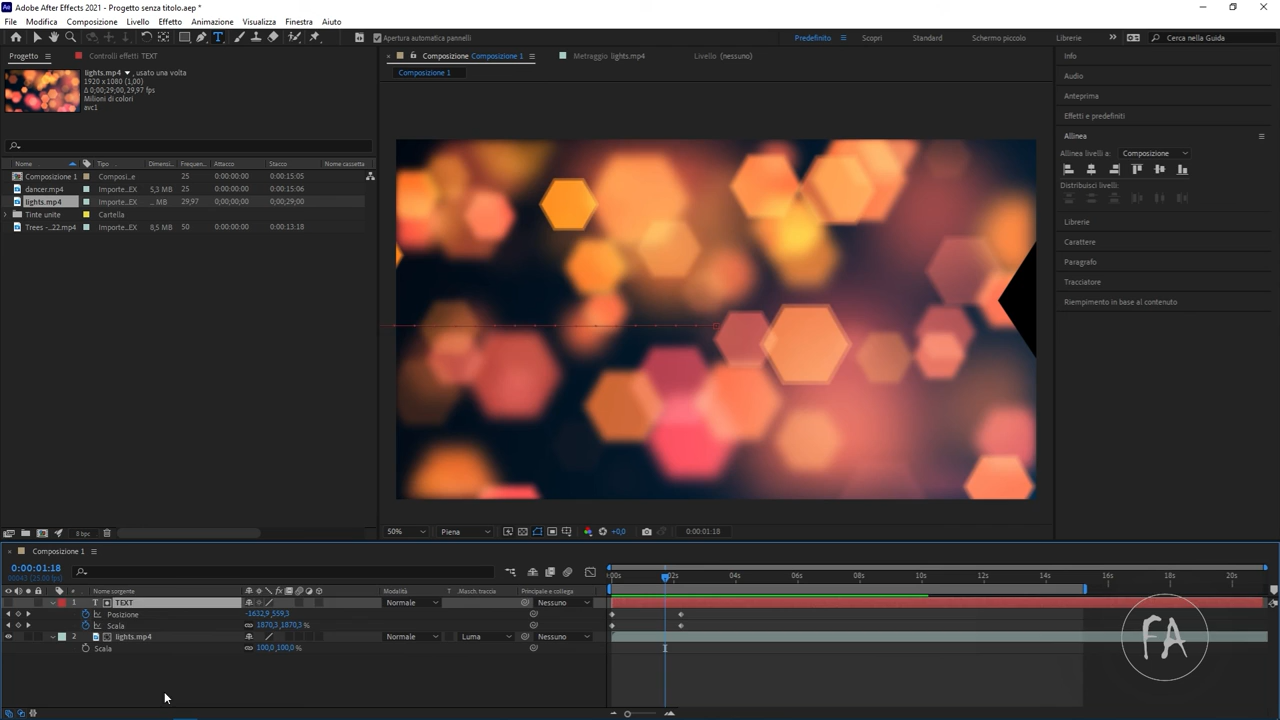 Adobe After Effects 2021 - Progetto senza titolo.aep *
File Modifica Composizione Livello Effetto Animazione Visualizza Finestra Aiuto
Apertura automatica pannelli
Predefinito Scopri Standard Schermo piccolo Librerie Cerca nella Guida
Progetto Controlli effetti TEXT
Composizione Composizione 1 Metraggio lights.mp4 Livello (nessuno)
Composizione 1
lights.mp4 , usato una volta
1920 x 1080 (1,00)
Δ 0;00;29;00, 29,97 fps
Milioni di colori
avc1
Nome Tipo Dimensi.. Frequen.. Attacco Stacco Nome cassetta
Composizione 1 Composi...e 25 0:00:00:00 0:00:15:05
dancer.mp4 Importe...EX 5,3 MB 25 0:00:00:00 0:00:15:06
lights.mp4 Importe...EX ... MB 29,97 0;00;00;00 0;00;29;00
Tinte unite Cartella
Trees -...22.mp4 Importe...EX 8,5 MB 50 0:00:00:00 0:00:13:18
8 bpc
50% Piena +0,0 0:00:01:18
Info
Audio
Anteprima
Effetti e predefiniti
Allinea
Allinea livelli a: Composizione
Distribuisci livelli:
Librerie
Carattere
Paragrafo
Tracciatore
Riempimento in base al contenuto
Composizione 1
0:00:01:18
00043 (25.00 fps)
# Nome sorgente Modalità T Masch. traccia Principale e collega
:00s 02s 04s 06s 08s 10s 12s 14s 16s 18s 20s
1 T TEXT Normale Nessuno
Posizione -1632,9,559,3
Scala 1870,3,1870,3 %
2 lights.mp4 Normale Luma Nessuno
Scala 100,0,100,0 %
FA